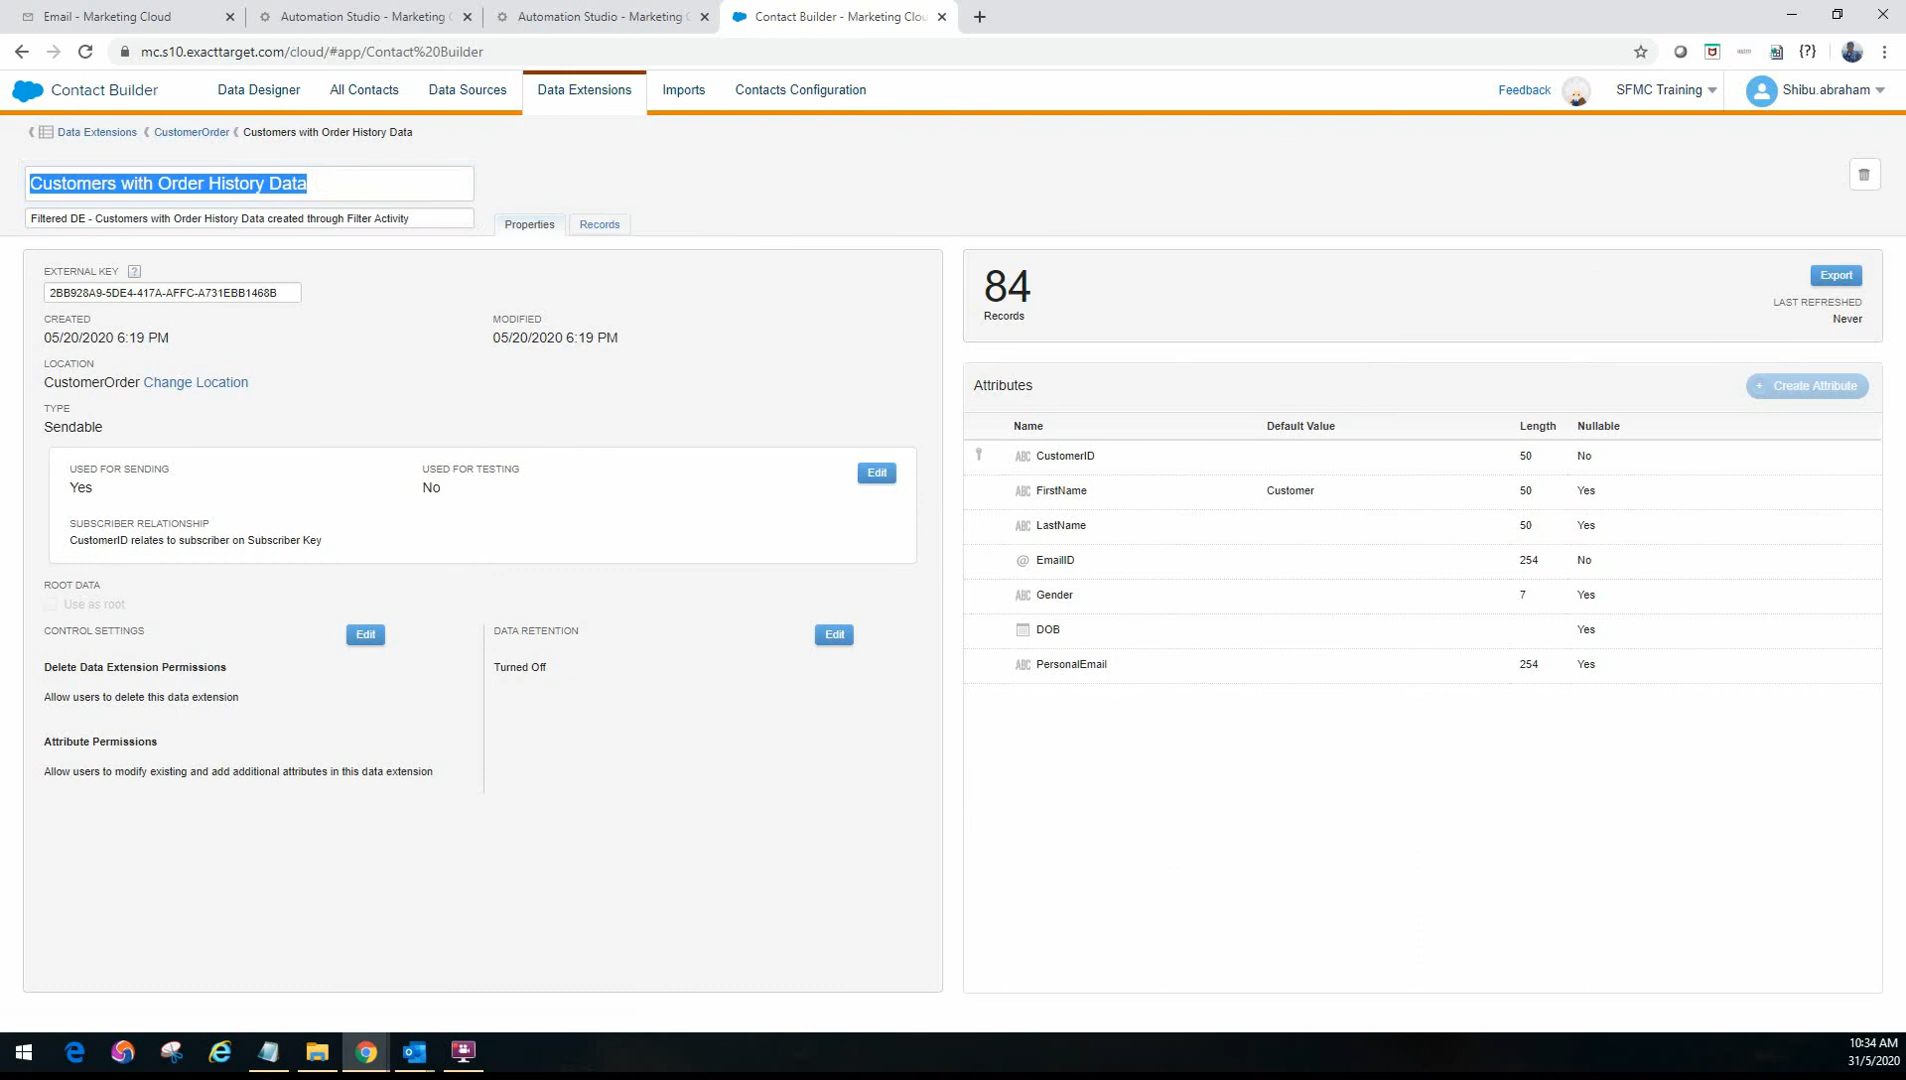 Email - Marketing Cloud
Automation Studio - Marketing C
Automation Studio - Marketing C
Contact Builder - Marketing Clou
mc.s10.exacttarget.com/cloud/#app/Contact%20Builder
Contact Builder
Data Designer
All Contacts
Data Sources
Data Extensions
Imports
Contacts Configuration
Feedback
SFMC Training
Shibu.abraham
Data Extensions
CustomerOrder
Customers with Order History Data
Customers with Order History Data
Filtered DE - Customers with Order History Data created through Filter Activity
Properties
Records
EXTERNAL KEY ?
2BB928A9-5DE4-417A-AFFC-A731EBB1468B
CREATED
05/20/2020 6:19 PM
MODIFIED
05/20/2020 6:19 PM
LOCATION
CustomerOrder Change Location
TYPE
Sendable
USED FOR SENDING
Yes
USED FOR TESTING
No
Edit
SUBSCRIBER RELATIONSHIP
CustomerID relates to subscriber on Subscriber Key
ROOT DATA
Use as root
CONTROL SETTINGS
Edit
Delete Data Extension Permissions
Allow users to delete this data extension
Attribute Permissions
Allow users to modify existing and add additional attributes in this data extension
DATA RETENTION
Edit
Turned Off
84
Records
Export
LAST REFRESHED
Never
Attributes
+ Create Attribute
Name Default Value Length Nullable
ABC CustomerID 50 No
ABC FirstName Customer 50 Yes
ABC LastName 50 Yes
@ EmailID 254 No
ABC Gender 7 Yes
DOB Yes
ABC PersonalEmail 254 Yes
10:34 AM
31/5/2020